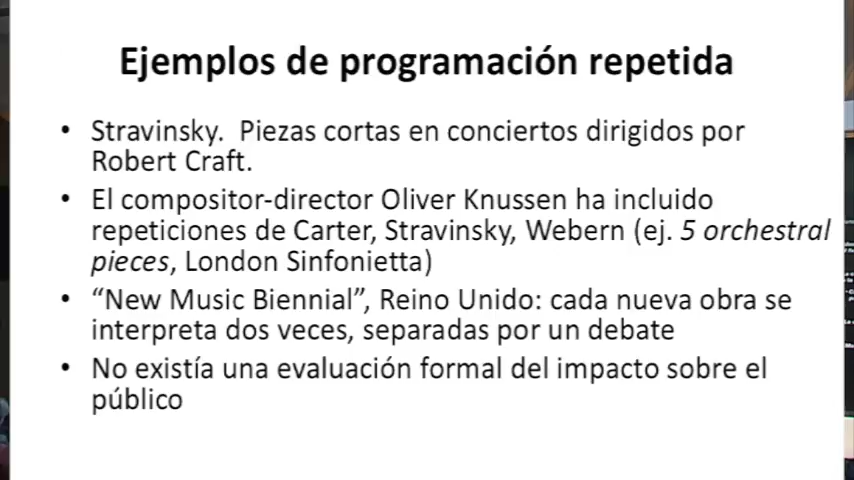 Ejemplos de programación repetida
• Stravinsky. Piezas cortas en conciertos dirigidos por
Robert Craft.
• El compositor-director Oliver Knussen ha incluido
repeticiones de Carter, Stravinsky, Webern (ej. 5 orchestral
pieces, London Sinfonietta)
• “New Music Biennial”, Reino Unido: cada nueva obra se
interpreta dos veces, separadas por un debate
• No existía una evaluación formal del impacto sobre el
público